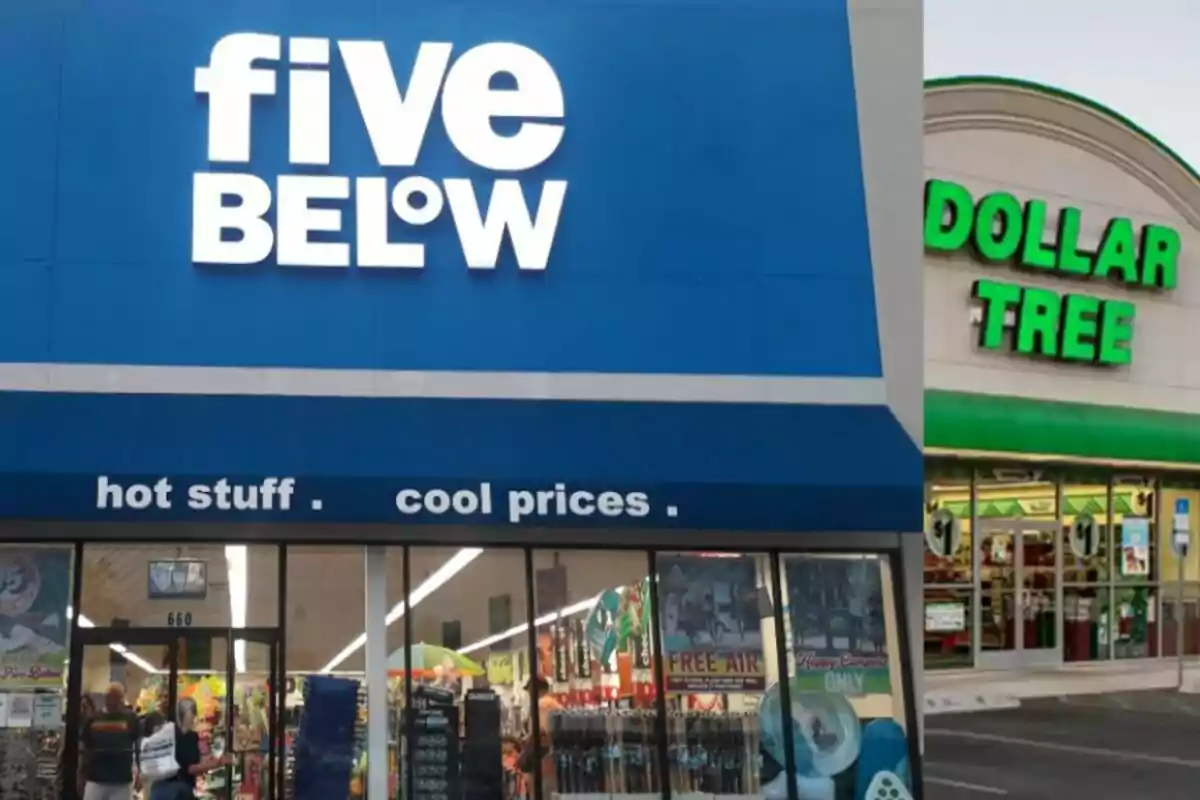 five
BELOW
hot stuff . cool prices .
660
FREE AIR
ONLY
DOLLAR
TREE
$1
$1